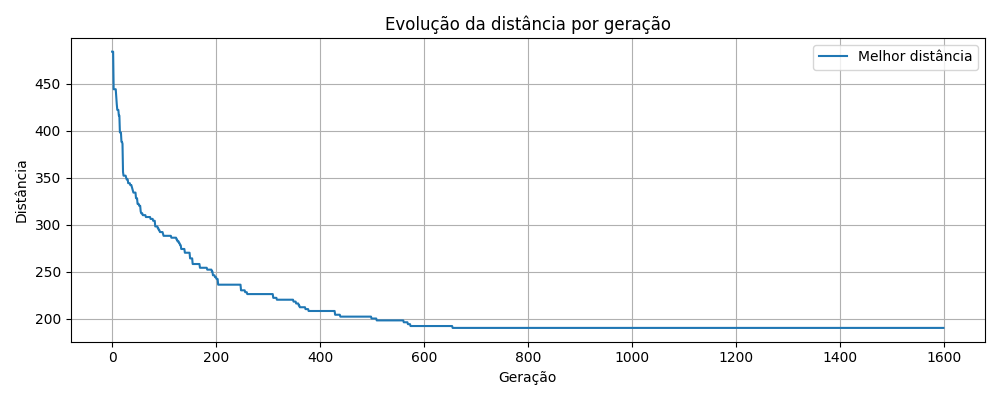 Evolução da distância por geração
Melhor distância
Distância
450
400
350
300
250
200
0 200 400 600 800 1000 1200 1400 1600
Geração